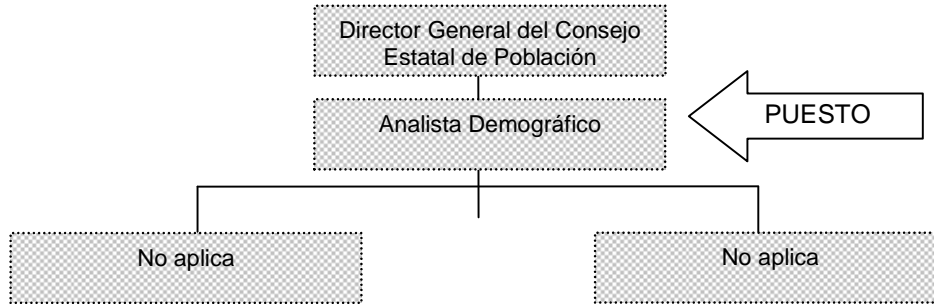 Director General del Consejo
Estatal de Población
Analista Demográfico
PUESTO
No aplica
No aplica